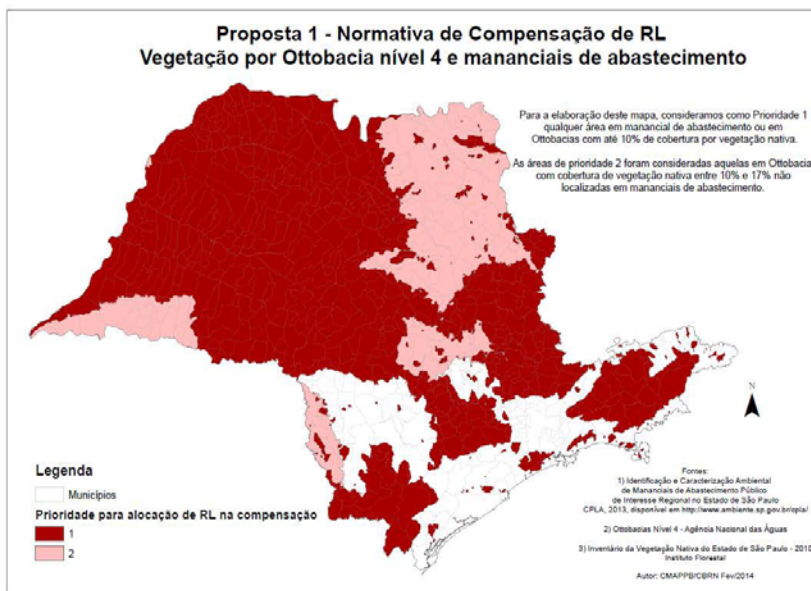 Proposta 1 - Normativa de Compensação de RL
Vegetação por Ottobacia nível 4 e mananciais de abastecimento
Para a elaboração deste mapa, consideramos como Prioridade 1
qualquer área em manancial de abastecimento ou em
Ottobacias com até 10% de cobertura por vegetação nativa.
As áreas de prioridade 2 foram consideradas aquelas em Ottobacia
com cobertura de vegetação nativa entre 10% e 17% não
localizadas em mananciais de abastecimento.
N
Legenda
Municípios
Prioridade para alocação de RL na compensação
1
2
Fontes:
1) Identificação e Caracterização Ambiental
de Mananciais de Abastecimento Público
de Interesse Regional no Estado de São Paulo
CPLA, 2013, disponível em http://www.ambiente.sp.gov.br/cpla/
2) Ottobacias Nível 4 - Agência Nacional das Águas
3) Inventário da Vegetação Nativa do Estado de São Paulo - 2010
Instituto Florestal
Autor: CMAPPB/CBRN Fev/2014